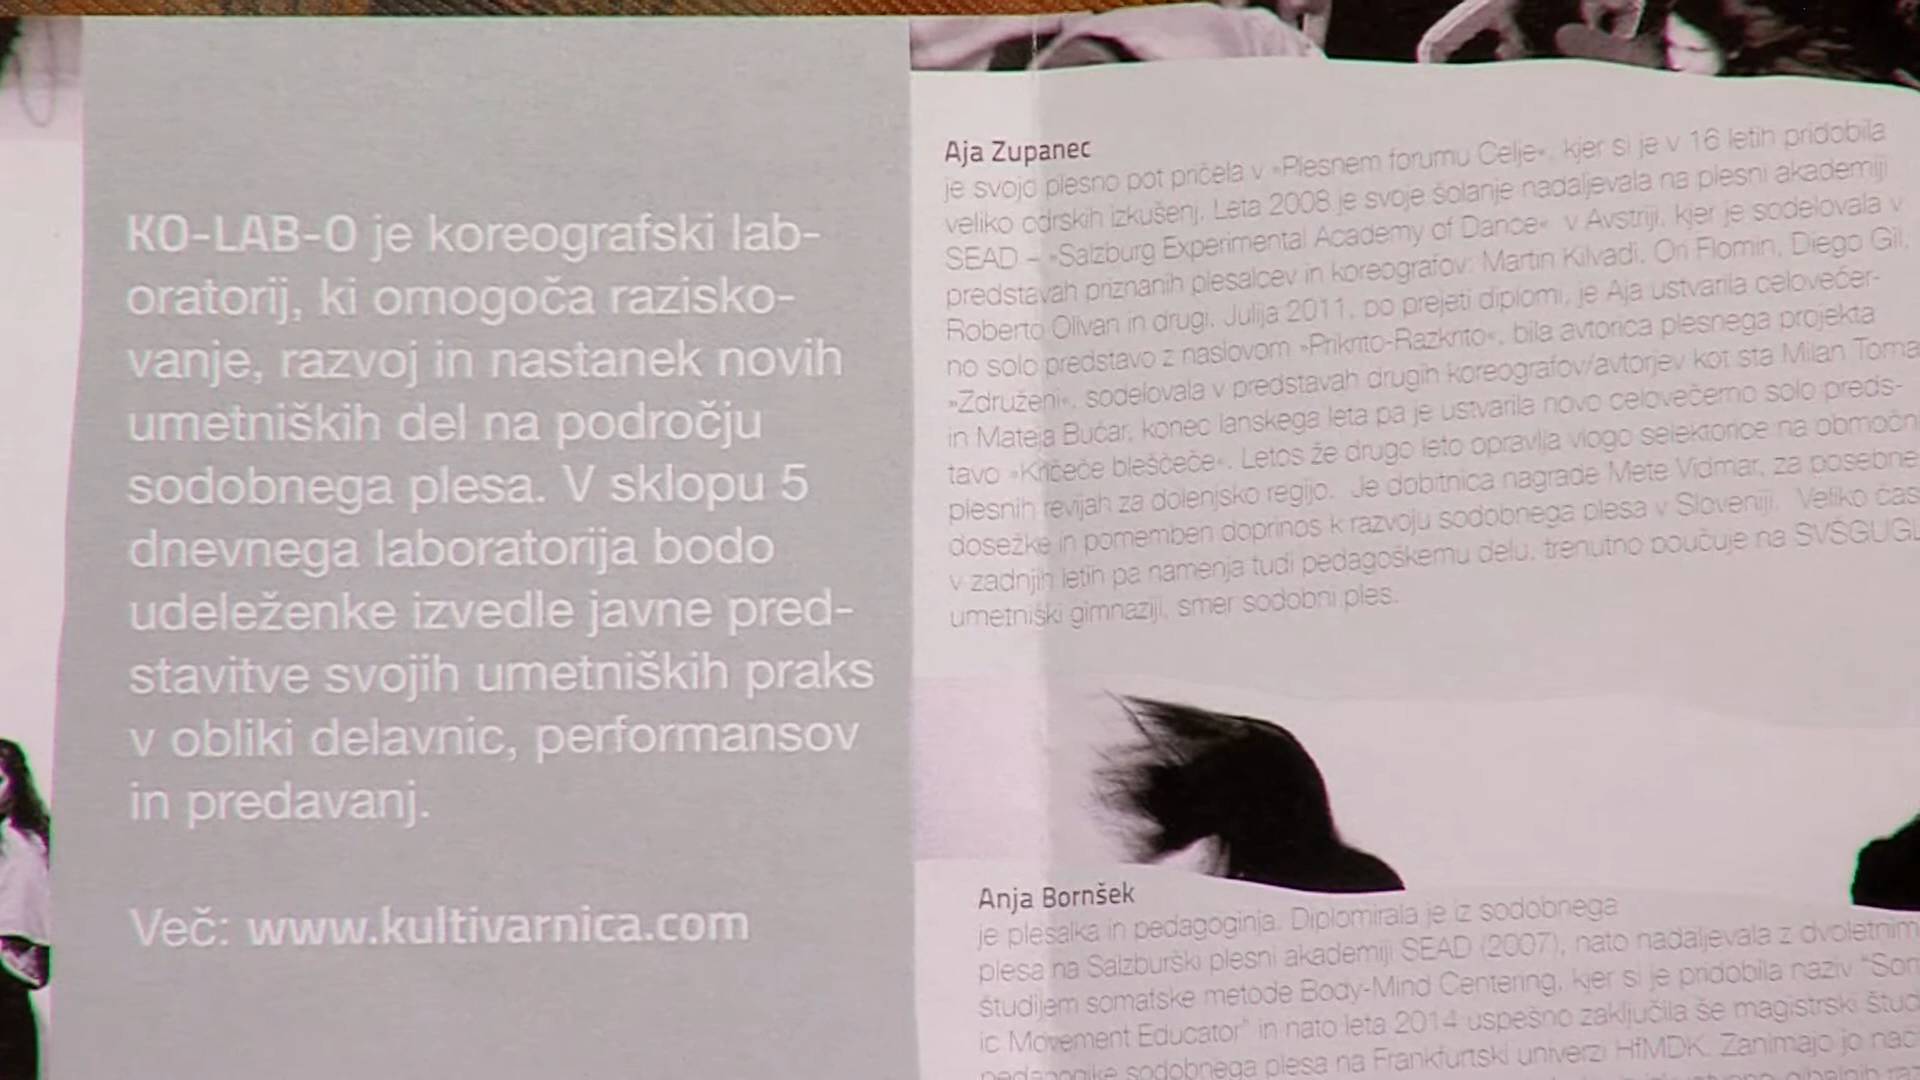 KO-LAB-O je koreografski lab-
oratorij, ki omogoča razisko-
vanje, razvoj in nastanek novih
umetniških del na področju
sodobnega plesa. V sklopu 5
dnevnega laboratorija bodo
udeleženke izvedle javne pred-
stavitve svojih umetniških praks
v obliki delavnic, performansov
in predavanj.
Več: www.kultivarnica.com
Aja Zupanec
je svojo plesno pot pričela v »Plesnem forumu Celje«, kjer si je v 16 letih pridobila
veliko odrskih izkušenj. Leta 2008 je svoje šolanje nadaljevala na plesni akademiji
SEAD – »Salzburg Experimental Academy of Dance« v Avstriji, kjer je sodelovala v
predstavah priznanih plesalcev in koreografov: Martin Kilvadi, Ori Flomin, Diego Gil,
Roberto Olivan in drugi. Julija 2011, po prejeti diplomi, je Aja ustvarila celovečer-
no solo predstavo z naslovom »Prikrito-Razkrito«, bila avtorica plesnega projekta
»Združeni«, sodelovala v predstavah drugih koreografov/avtorjev kot sta Milan Toma
in Mateja Bučar, konec lanskega leta pa je ustvarila novo celovečerno solo preds-
tavo »Kričeče bleščeče«. Letos že drugo leto opravlja vlogo selektorice na območn
plesnih revijah za dolenjsko regijo. Je dobitnica nagrade Mete Vidmar, za posebne
dosežke in pomemben doprinos k razvoju sodobnega plesa v Sloveniji. Veliko čas
v zadnjih letih pa namenja tudi pedagoškemu delu, trenutno poučuje na SVŠGUGL
umetniški gimnaziji, smer sodobni ples.
Anja Bornšek
je plesalka in pedagoginja. Diplomirala je iz sodobnega
plesa na Salzburški plesni akademiji SEAD (2007), nato nadaljevala z dvoletnim
študijem somatske metode Body-Mind Centering, kjer si je pridobila naziv "Som
ic Movement Educator" in nato leta 2014 uspešno zaključila še magistrski štud
pedagogike sodobnega plesa na Frankfurtski univerzi HfMDK. Zanimajo jo nač